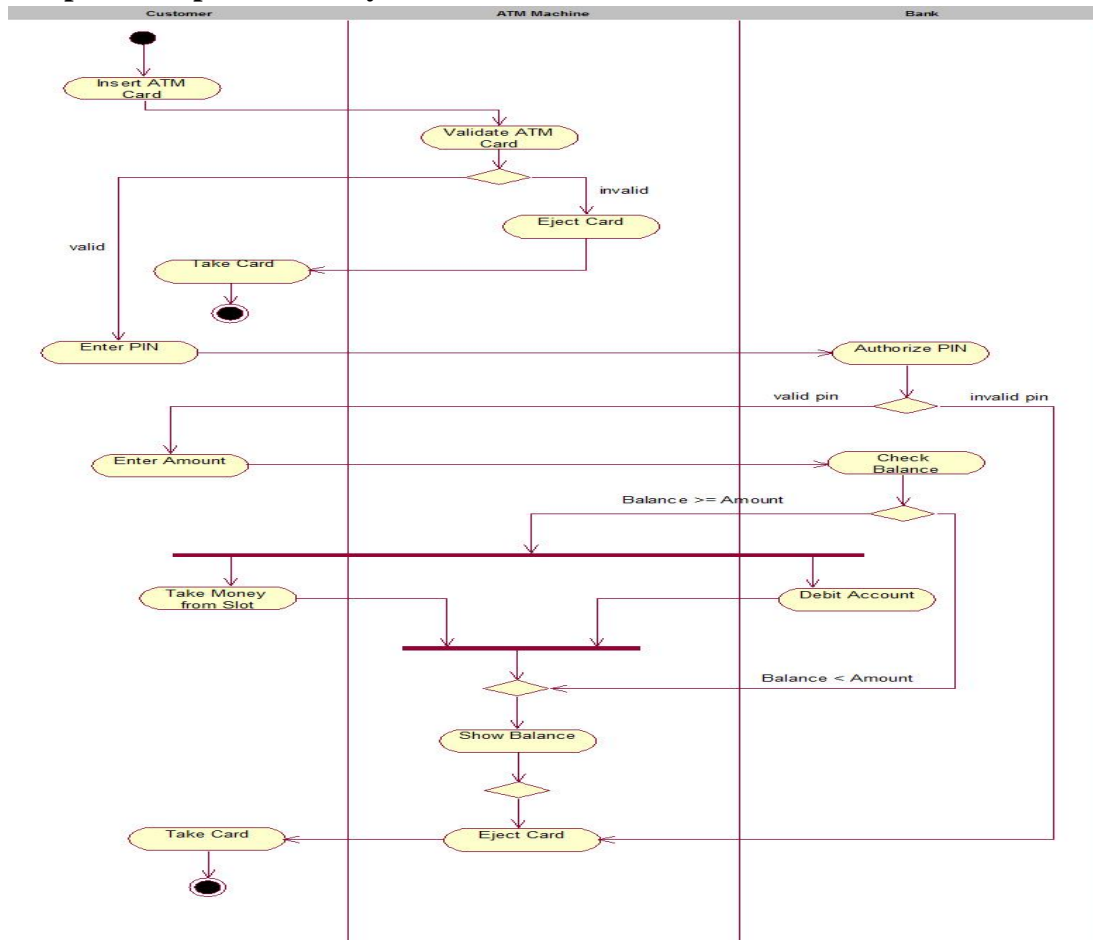 Customer
ATM Machine
Bank
Insert ATM
Card
Validate ATM
Card
invalid
Eject Card
valid
Take Card
Enter PIN
Authorize PIN
valid pin
invalid pin
Enter Amount
Check
Balance
Balance >= Amount
Take Money
from Slot
Debit Account
Balance < Amount
Show Balance
Take Card
Eject Card